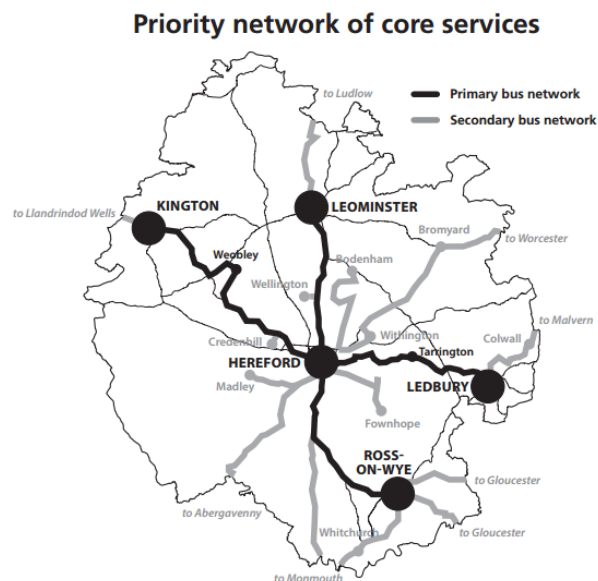 Priority network of core services
to Ludlow
Primary bus network
Secondary bus network
KINGTON
LEOMINSTER
to Llandrindod Wells
Bromyard
to Worcester
Weobley
Bodenham
Wellington
to Malvern
Credenhill
Withington
Colwall
Tarrington
HEREFORD
LEDBURY
Madley
Fownhope
ROSS-
ON-WYE
to Gloucester
to Abergavenny
Whitchurch
to Gloucester
to Monmouth